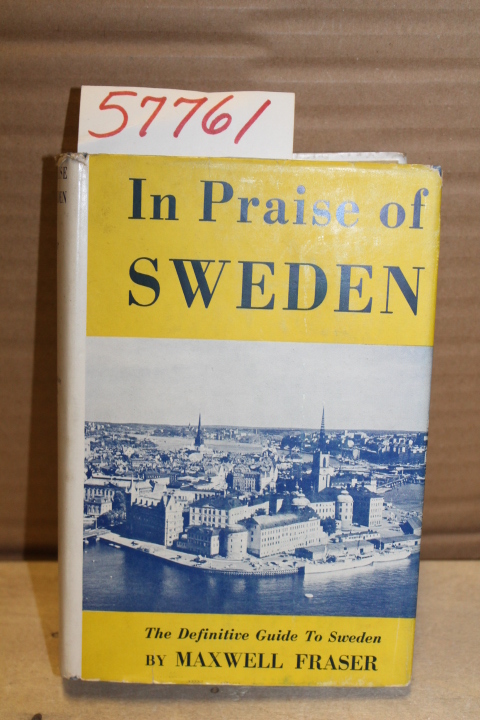 57761
In Praise of
SWEDEN
The Definitive Guide To Sweden
BY MAXWELL FRASER